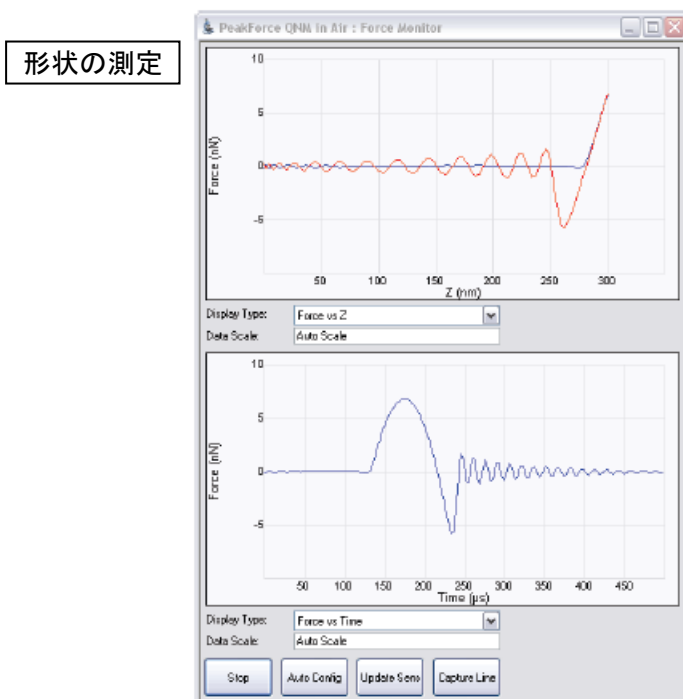 PeakForce QNM in Air : Force Monitor
形状の測定
10
5
0
-5
Force (nN)
50 100 150 200 250 300
Z (nm)
Display Type: Force vs Z
Data Scale: Auto Scale
10
5
0
-5
Force (nN)
50 100 150 200 250 300 350 400 450
Time (µs)
Display Type: Force vs Time
Data Scale: Auto Scale
Stop Auto Config Update Sens Capture Line